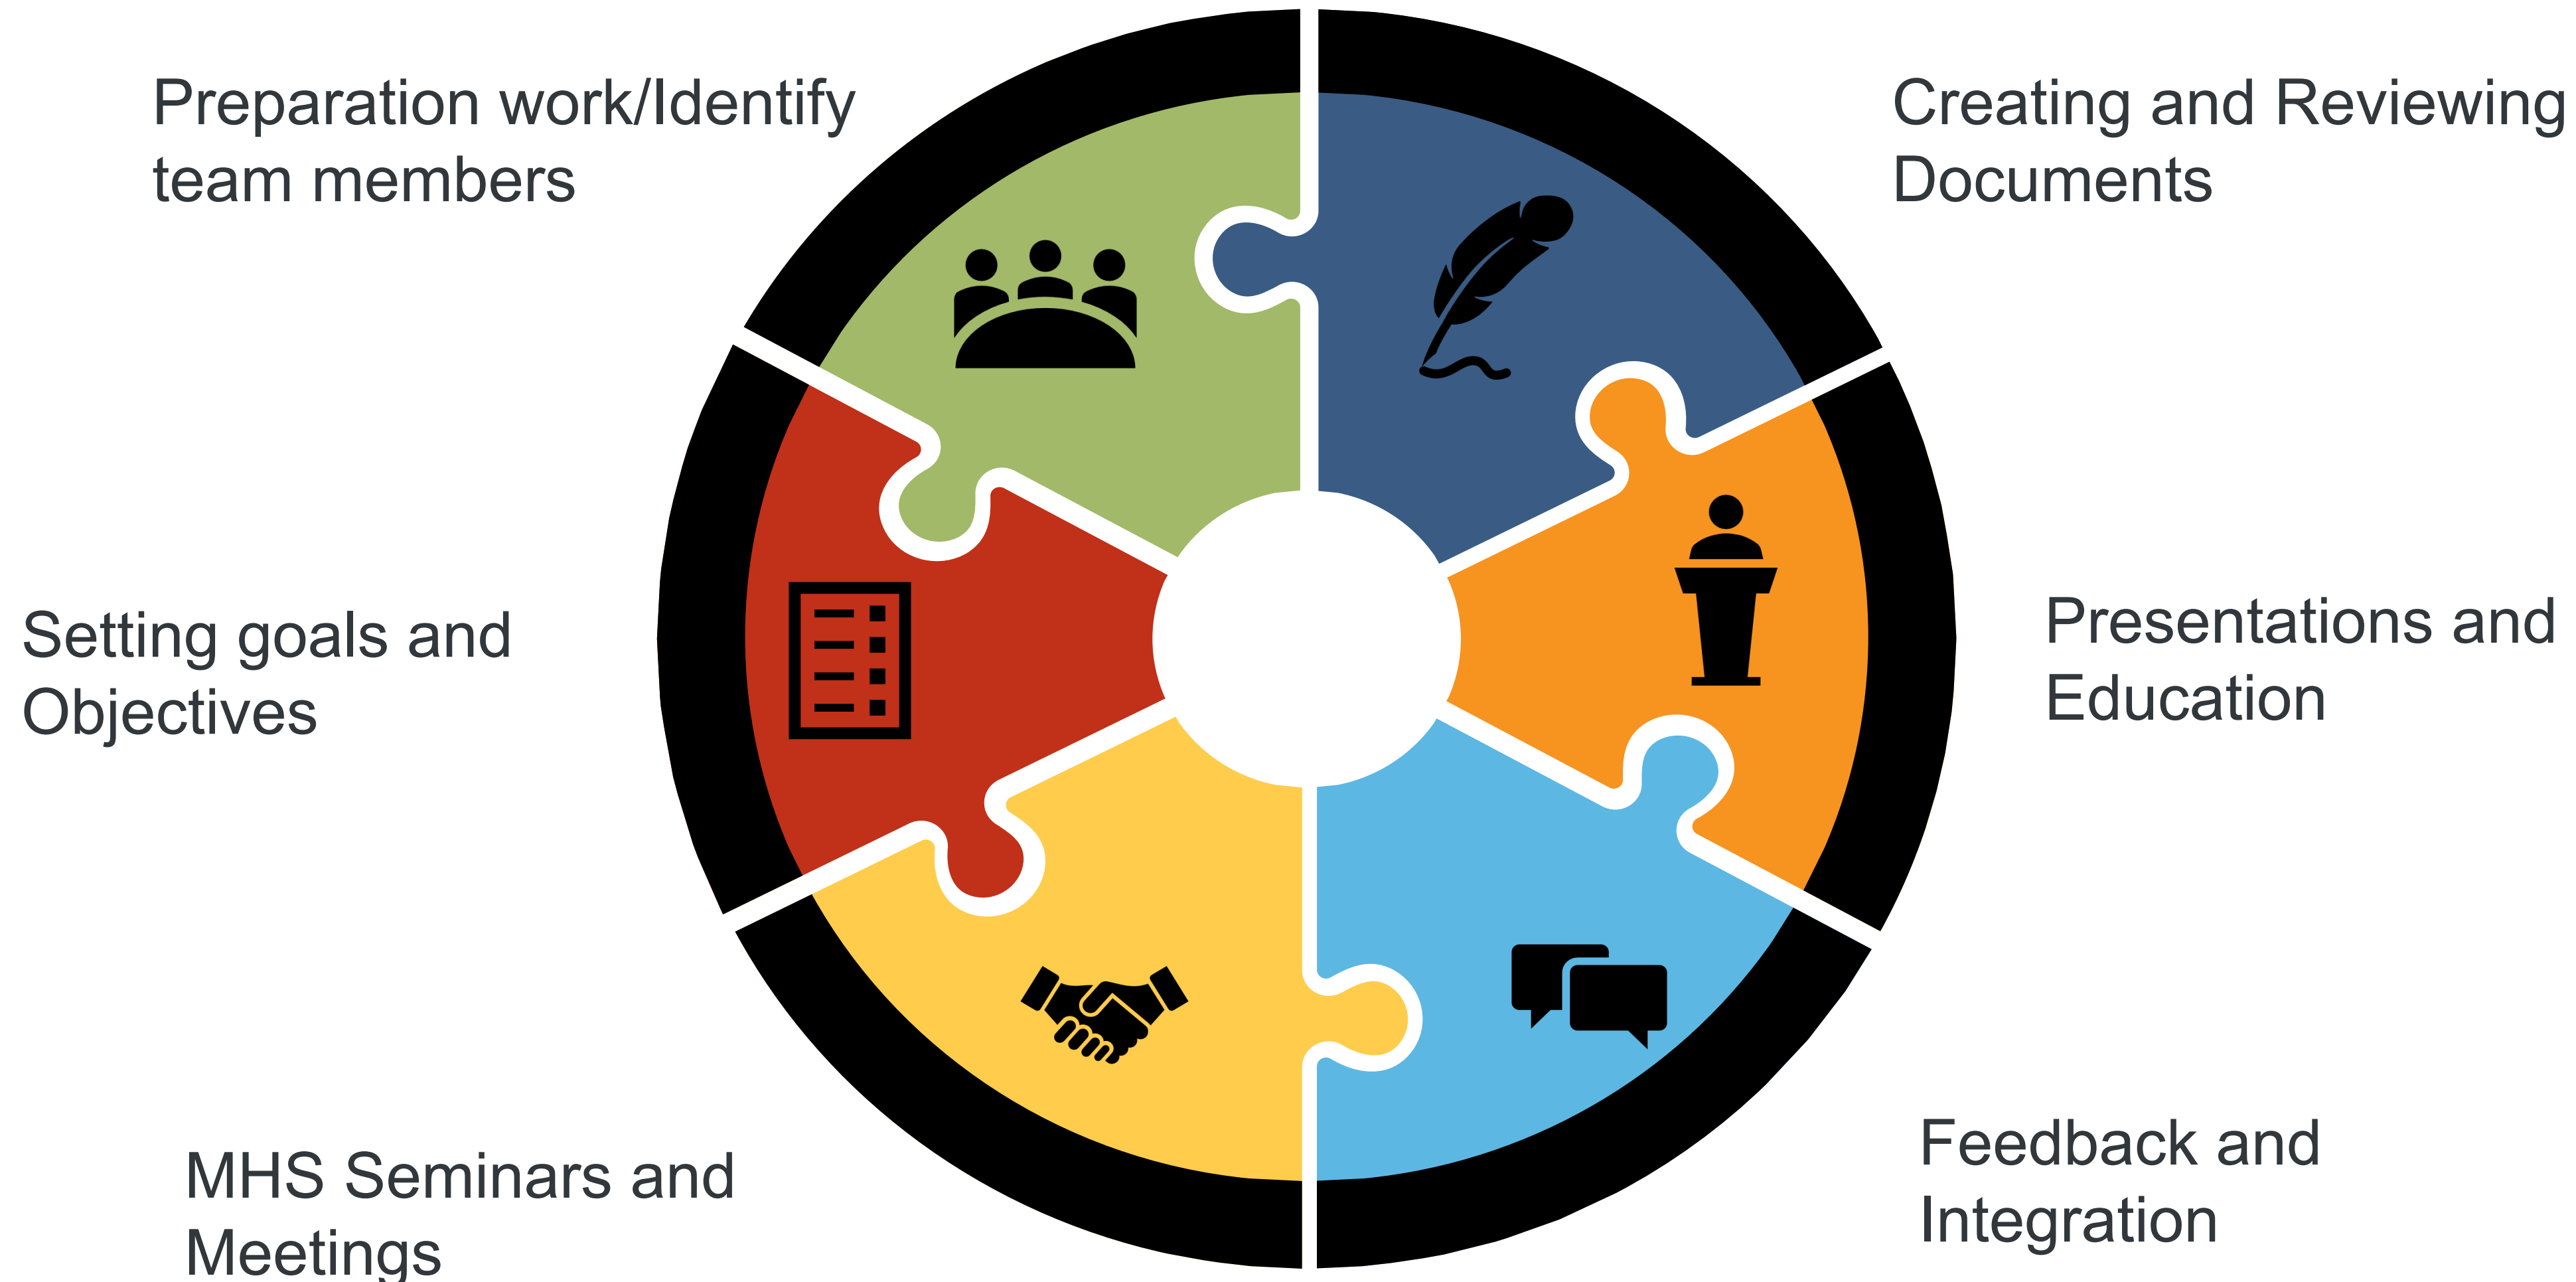 Preparation work/Identify
team members
Creating and Reviewing
Documents
Setting goals and
Objectives
Presentations and
Education
MHS Seminars and
Meetings
Feedback and
Integration